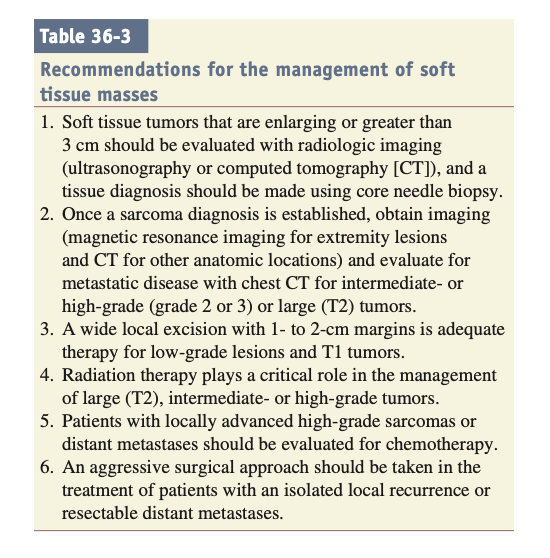 Table 36-3
Recommendations for the management of soft
tissue masses
1. Soft tissue tumors that are enlarging or greater than
3 cm should be evaluated with radiologic imaging
(ultrasonography or computed tomography [CT]), and a
tissue diagnosis should be made using core needle biopsy.
2. Once a sarcoma diagnosis is established, obtain imaging
(magnetic resonance imaging for extremity lesions
and CT for other anatomic locations) and evaluate for
metastatic disease with chest CT for intermediate- or
high-grade (grade 2 or 3) or large (T2) tumors.
3. A wide local excision with 1- to 2-cm margins is adequate
therapy for low-grade lesions and T1 tumors.
4. Radiation therapy plays a critical role in the management
of large (T2), intermediate- or high-grade tumors.
5. Patients with locally advanced high-grade sarcomas or
distant metastases should be evaluated for chemotherapy.
6. An aggressive surgical approach should be taken in the
treatment of patients with an isolated local recurrence or
resectable distant metastases.